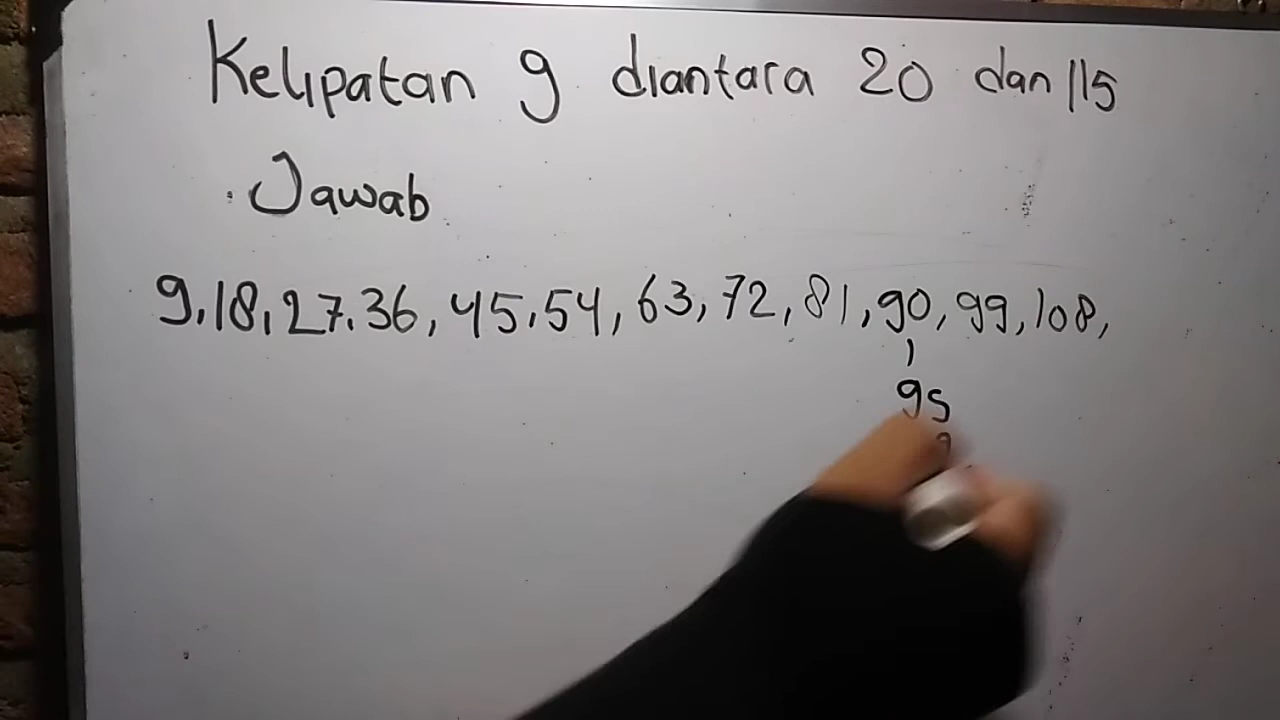 Kelipatan 9 diantara 20 dan 115
. Jawab
9, 18, 27, 36, 45, 54, 63, 72, 81, 90, 99, 108,